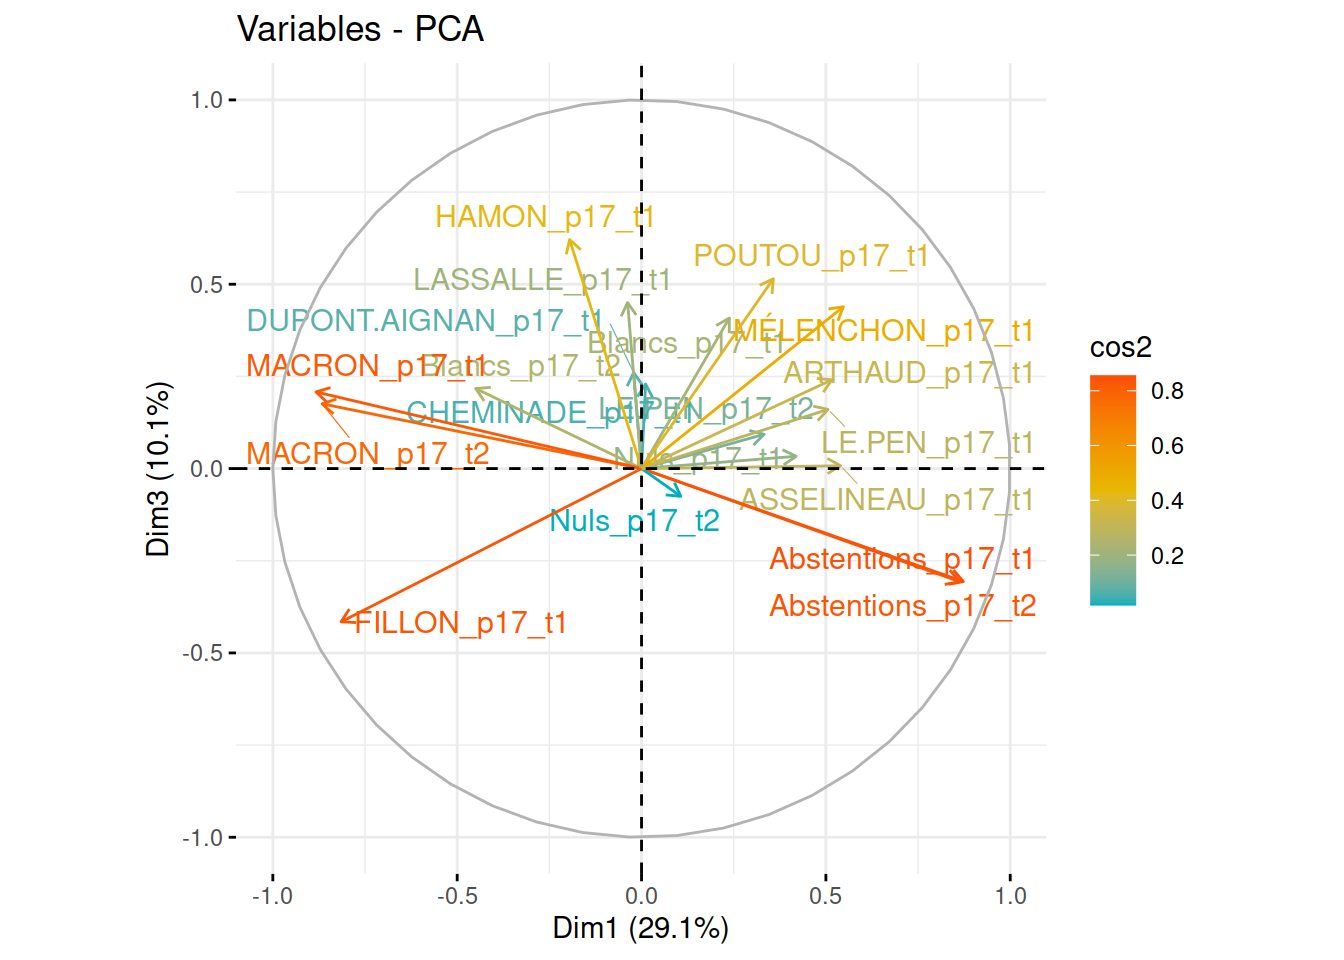 Variables - PCA
1.0
0.5
0.0
-0.5
-1.0
Dim3 (10.1%)
HAMON_p17_t1
POUTOU_p17_t1
LASSALLE_p17_t1
DUPONT.AIGNAN_p17_t1
MÉLENCHON_p17_t1
Blancs_p17_t1
MACRON_p17_t1
Blancs_p17_t2
ARTHAUD_p17_t1
CHEMINADE_p17_t1
LE.PEN_p17_t2
LE.PEN_p17_t1
MACRON_p17_t2
Nuls_p17_t1
ASSELINEAU_p17_t1
Nuls_p17_t2
Abstentions_p17_t1
Abstentions_p17_t2
FILLON_p17_t1
-1.0
-0.5
0.0
0.5
1.0
Dim1 (29.1%)
cos2
0.8
0.6
0.4
0.2